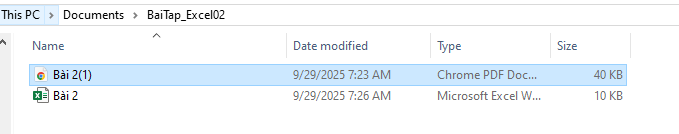 This PC > Documents > BaiTap_Excel02
Name Date modified Type Size
Bài 2(1) 9/29/2025 7:23 AM Chrome PDF Doc... 40 KB
Bài 2 9/29/2025 7:26 AM Microsoft Excel W... 10 KB